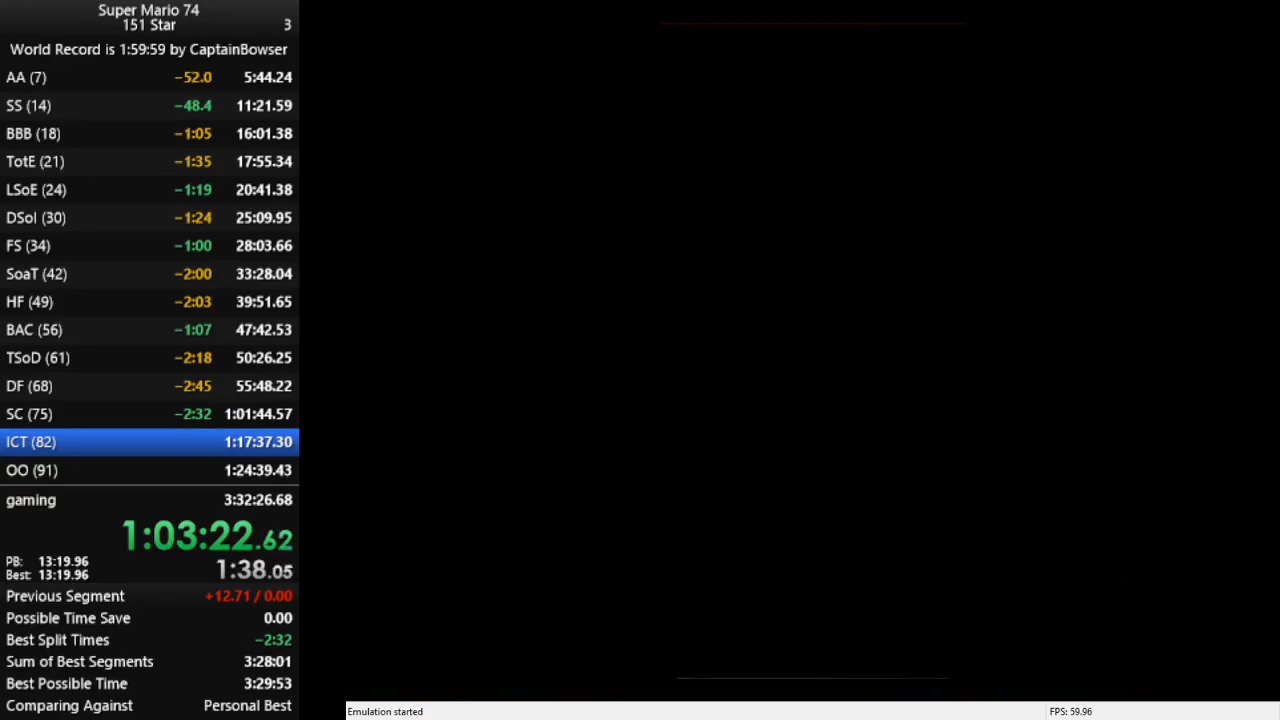 Super Mario 74
151 Star 3
World Record is 1:59:59 by CaptainBowser
AA (7) −52.0 5:44.24
SS (14) −48.4 11:21.59
BBB (18) −1:05 16:01.38
TotE (21) −1:35 17:55.34
LSoE (24) −1:19 20:41.38
DSol (30) −1:24 25:09.95
FS (34) −1:00 28:03.66
SoaT (42) −2:00 33:28.04
HF (49) −2:03 39:51.65
BAC (56) −1:07 47:42.53
TSoD (61) −2:18 50:26.25
DF (68) −2:45 55:48.22
SC (75) −2:32 1:01:44.57
ICT (82) 1:17:37.30
OO (91) 1:24:39.43
gaming 3:32:26.68
1:03:22.62
PB: 13:19.96
Best: 13:19.96 1:38.05
Previous Segment +12.71 / 0.00
Possible Time Save 0.00
Best Split Times −2:32
Sum of Best Segments 3:28:01
Best Possible Time 3:29:53
Comparing Against Personal Best
Emulation started FPS: 59.96